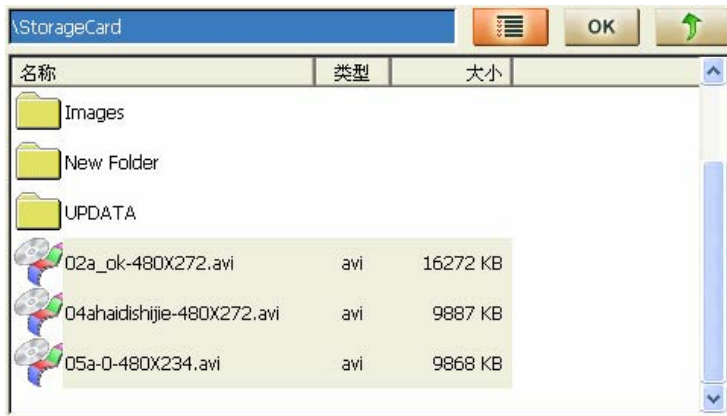 \StorageCard OK
名称 类型 大小
Images
New Folder
UPDATA
02a_ok-480X272.avi avi 16272 KB
04ahaidishijie-480X272.avi avi 9887 KB
05a-0-480X234.avi avi 9868 KB